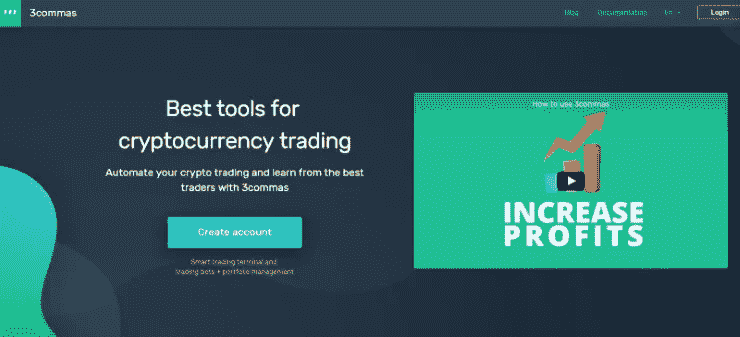 3commas
Blog Documentation En Login
Best tools for
cryptocurrency trading
Automate your crypto trading and learn from the best
traders with 3commas
Create account
Smart trading terminal and
trading bots + portfolio management
How to use 3commas
INCREASE
PROFITS